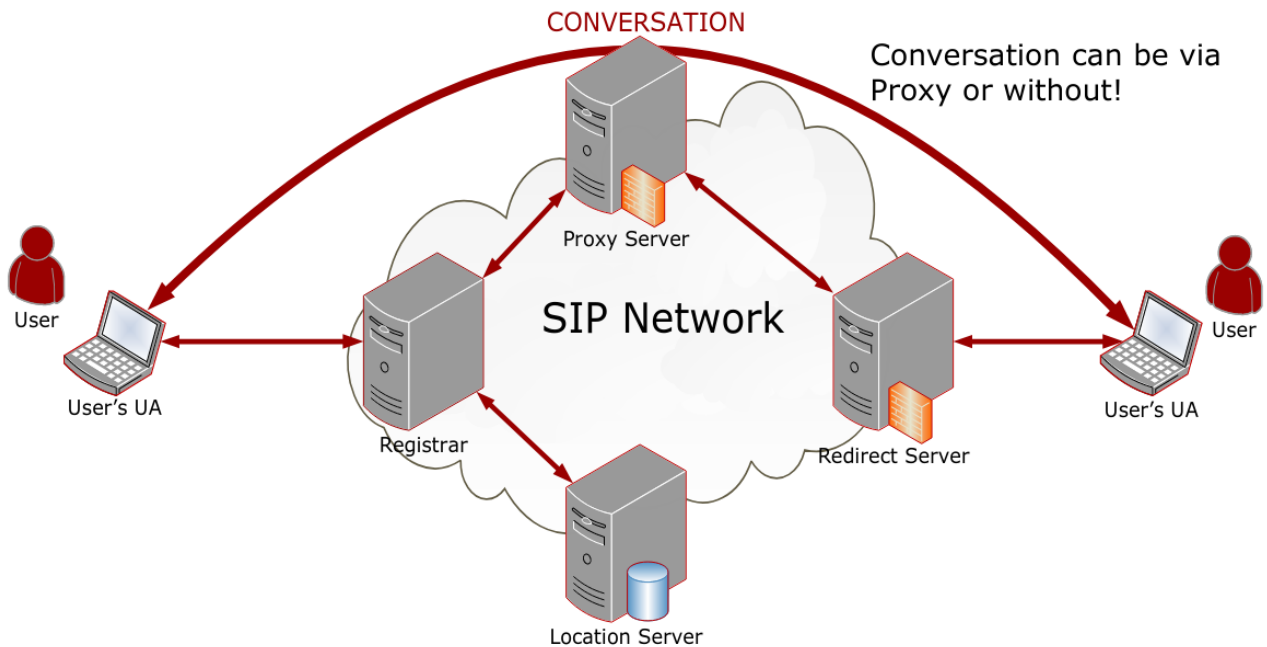 CONVERSATION
Conversation can be via
Proxy or without!
Proxy Server
User
User's UA
Registrar
SIP Network
Redirect Server
User
User's UA
Location Server